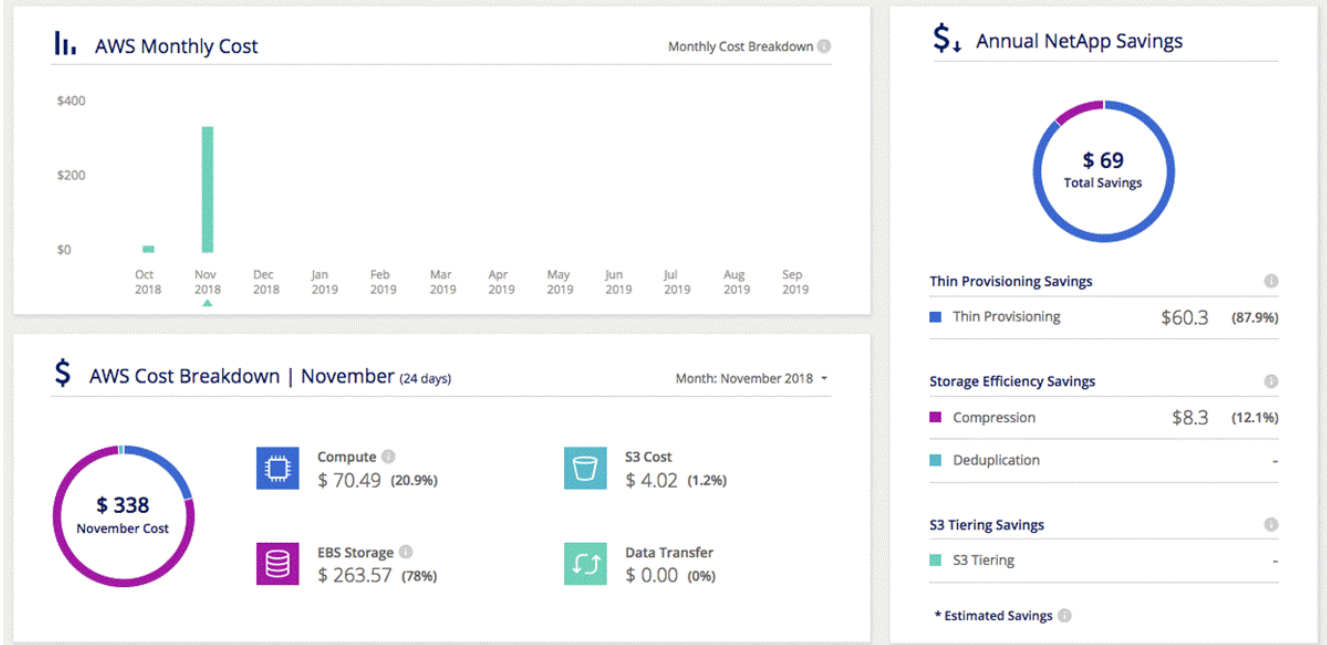 AWS Monthly Cost
Monthly Cost Breakdown
$400
$200
$0
Oct 2018
Nov 2018
Dec 2018
Jan 2019
Feb 2019
Mar 2019
Apr 2019
May 2019
Jun 2019
Jul 2019
Aug 2019
Sep 2019
$ AWS Cost Breakdown | November (24 days)
Month: November 2018
$ 338
November Cost
Compute
$ 70.49 (20.9%)
S3 Cost
$ 4.02 (1.2%)
EBS Storage
$ 263.57 (78%)
Data Transfer
$ 0.00 (0%)
$ Annual NetApp Savings
$ 69
Total Savings
Thin Provisioning Savings
Thin Provisioning $60.3 (87.9%)
Storage Efficiency Savings
Compression $8.3 (12.1%)
Deduplication -
S3 Tiering Savings
S3 Tiering -
* Estimated Savings